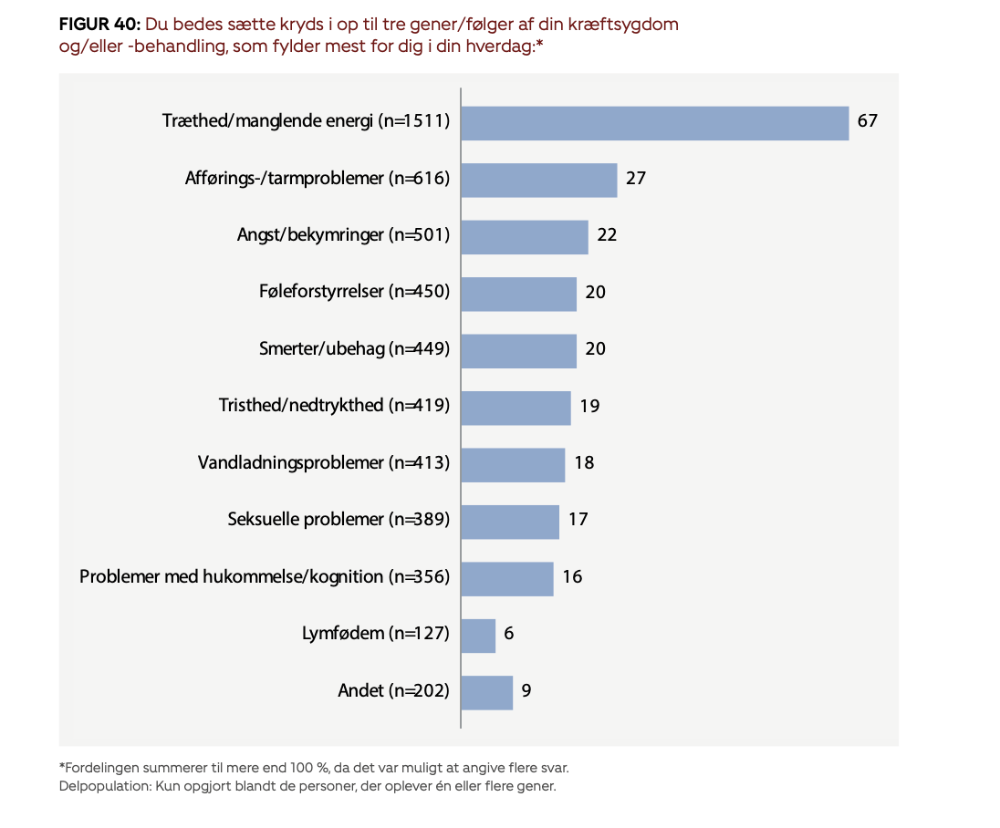 FIGUR 40: Du bedes sætte kryds i op til tre gener/følger af din kræftsygdom
og/eller -behandling, som fylder mest for dig i din hverdag:*
Træthed/manglende energi (n=1511) 67
Afførings-/tarmproblemer (n=616) 27
Angst/bekymringer (n=501) 22
Føleforstyrrelser (n=450) 20
Smerter/ubehag (n=449) 20
Tristhed/nedtrykthed (n=419) 19
Vandladningsproblemer (n=413) 18
Seksuelle problemer (n=389) 17
Problemer med hukommelse/kognition (n=356) 16
Lymfødem (n=127) 6
Andet (n=202) 9
*Fordelingen summerer til mere end 100 %, da det var muligt at angive flere svar.
Delpopulation: Kun opgjort blandt de personer, der oplever én eller flere gener.